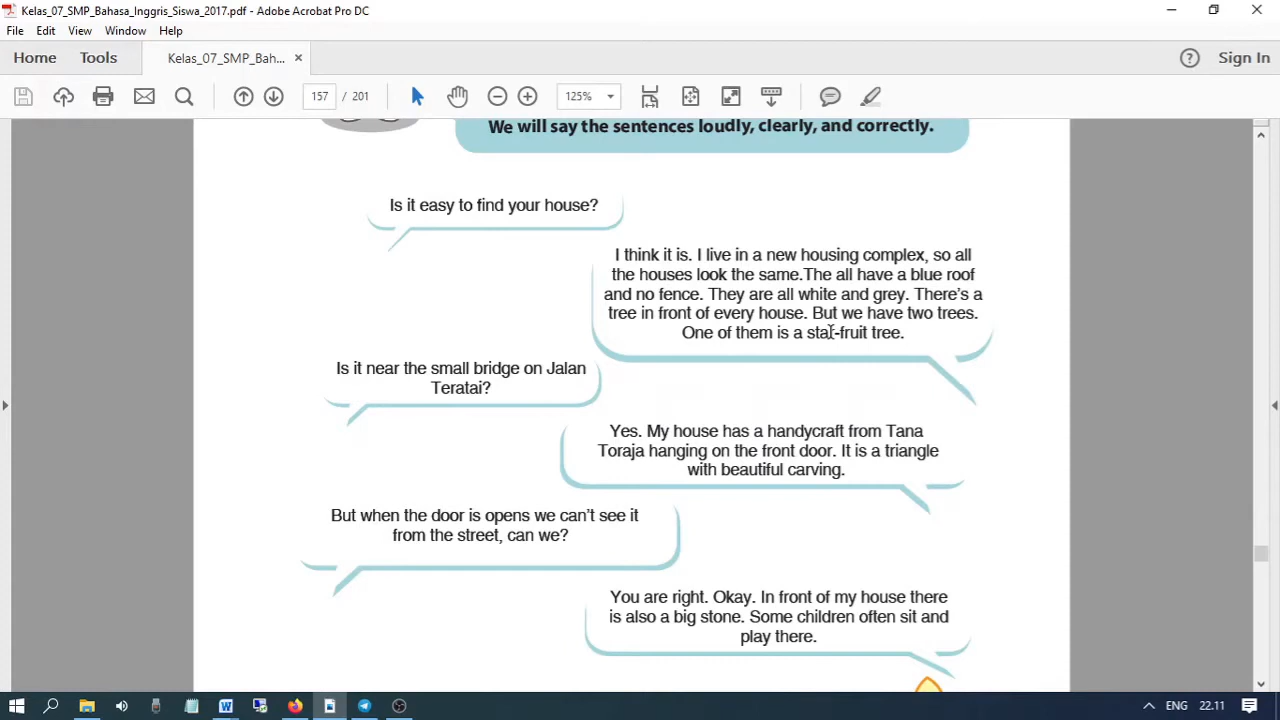 Kelas_07_SMP_Bahasa_Inggris_Siswa_2017.pdf - Adobe Acrobat Pro DC
File Edit View Window Help
Home Tools Kelas_07_SMP_Bah... × Sign In
157 / 201 125%
We will say the sentences loudly, clearly, and correctly.
Is it easy to find your house?
I think it is. I live in a new housing complex, so all
the houses look the same.The all have a blue roof
and no fence. They are all white and grey. There's a
tree in front of every house. But we have two trees.
One of them is a star-fruit tree.
Is it near the small bridge on Jalan
Teratai?
Yes. My house has a handycraft from Tana
Toraja hanging on the front door. It is a triangle
with beautiful carving.
But when the door is opens we can't see it
from the street, can we?
You are right. Okay. In front of my house there
is also a big stone. Some children often sit and
play there.
ENG 22.11